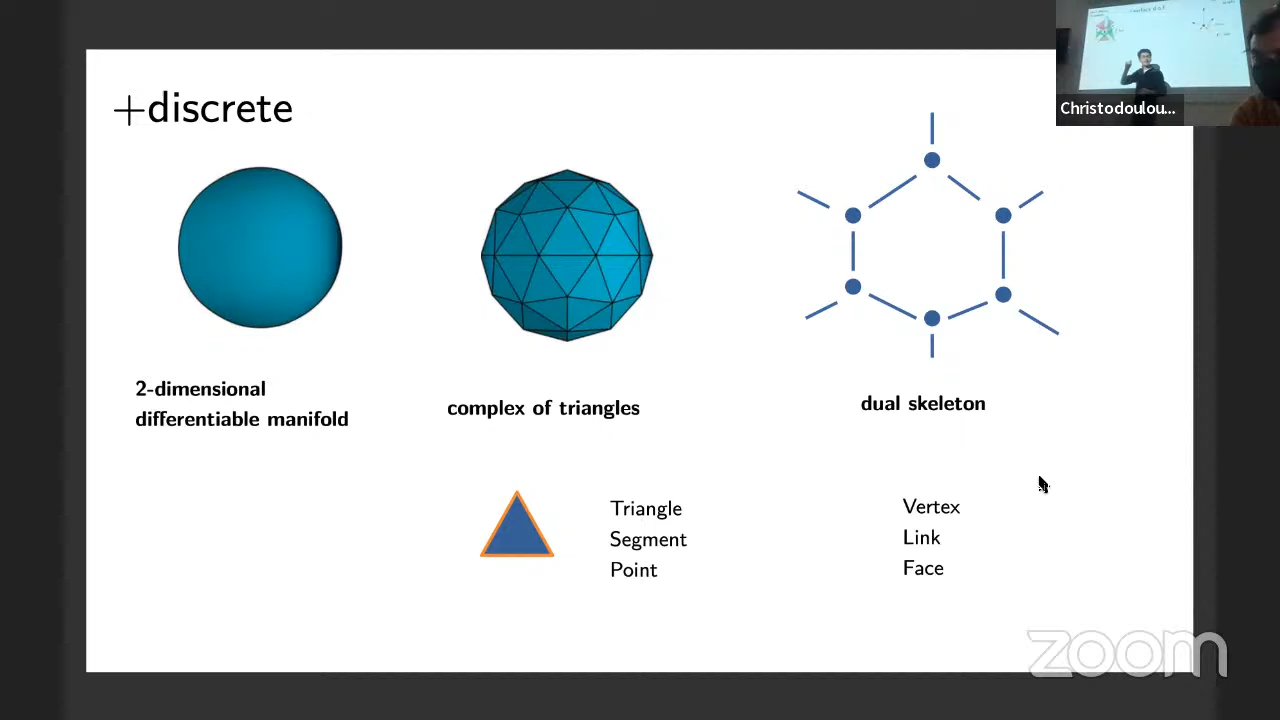 +discrete
Christodoulou...
2-dimensional
differentiable manifold
complex of triangles
dual skeleton
Triangle
Segment
Point
Vertex
Link
Face
zoom